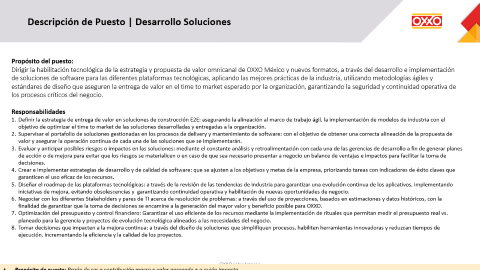 Descripción de Puesto | Desarrollo Soluciones
OXXO
Propósito del puesto:
Dirigir la habilitación tecnológica de la estrategia y propuesta de valor omnicanal de OXXO México y nuevos formatos, a través del desarrollo e implementación
de soluciones de software para las diferentes plataformas tecnológicas, aplicando las mejores prácticas de la industria, utilizando metodologías ágiles y
estándares de diseño que aseguren la entrega de valor en el time to market esperado por la organización, garantizando la seguridad y continuidad operativa de
los procesos críticos del negocio.
Responsabilidades
1. Definir la estrategia de entrega de valor en soluciones de construcción E2E: asegurando la alineación al marco de trabajo ágil, la implementación de modelos de industria con el
objetivo de optimizar el time to market de las soluciones desarrolladas y entregadas a la organización.
2. Supervisar el portafolio de soluciones gestionadas en los procesos de delivery y mantenimiento de software: con el objetivo de obtener una correcta alineación de la propuesta de
valor y asegurar la operación continua de cada una de las soluciones que se implementarán.
3. Evaluar y anticipar posibles riesgos o impactos en las soluciones: mediante el constante análisis y retroalimentación con cada una de las gerencias de desarrollo a fin de generar planes
de acción o de mejora para evitar que los riesgos se materialicen o en caso de que sea necesario presentar a negocio un balance de ventajas e impactos para facilitar la toma de
decisiones.
4. Crear e implementar estrategias de desarrollo y de calidad de software: que se ajusten a los objetivos y metas de la empresa, priorizando tareas con indicadores de éxito claves que
garanticen el uso eficaz de los recursos.
5. Diseñar el roadmap de las plataformas tecnológicas: a través de la revisión de las tendencias de industria para garantizar una evolución continua de los aplicativos, implementando
iniciativas de mejora, evitando obsolescencias y garantizando continuidad operativa y habilitación de nuevas oportunidades de negocio.
6. Negociar con los diferentes Stakeholders y pares de TI acerca de resolución de problemas: a través del uso de proyecciones, basados en estimaciones y datos históricos, con la
finalidad de garantizar que la toma de decisiones se encamine a la generación del mayor valor y beneficio posible para OXXO.
7. Optimización del presupuesto y control financiero: Garantizar el uso eficiente de los recursos mediante la implementación de rituales que permitan medir el presupuesto real vs.
planeado para la gerencia y proyectos de evolución tecnológica alineados a las necesidades del negocio.
8. Tomar decisiones que impacten a la mejora continua: a través del diseño de soluciones que simplifiquen procesos, habiliten herramientas innovadoras y reduzcan tiempos de
ejecución, incrementando la eficiencia y la calidad de los proyectos.